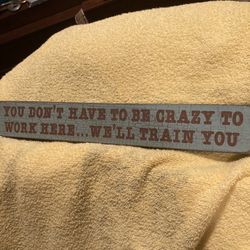 YOU DON'T HAVE TO BE CRAZY TO
WORK HERE...WE'LL TRAIN YOU